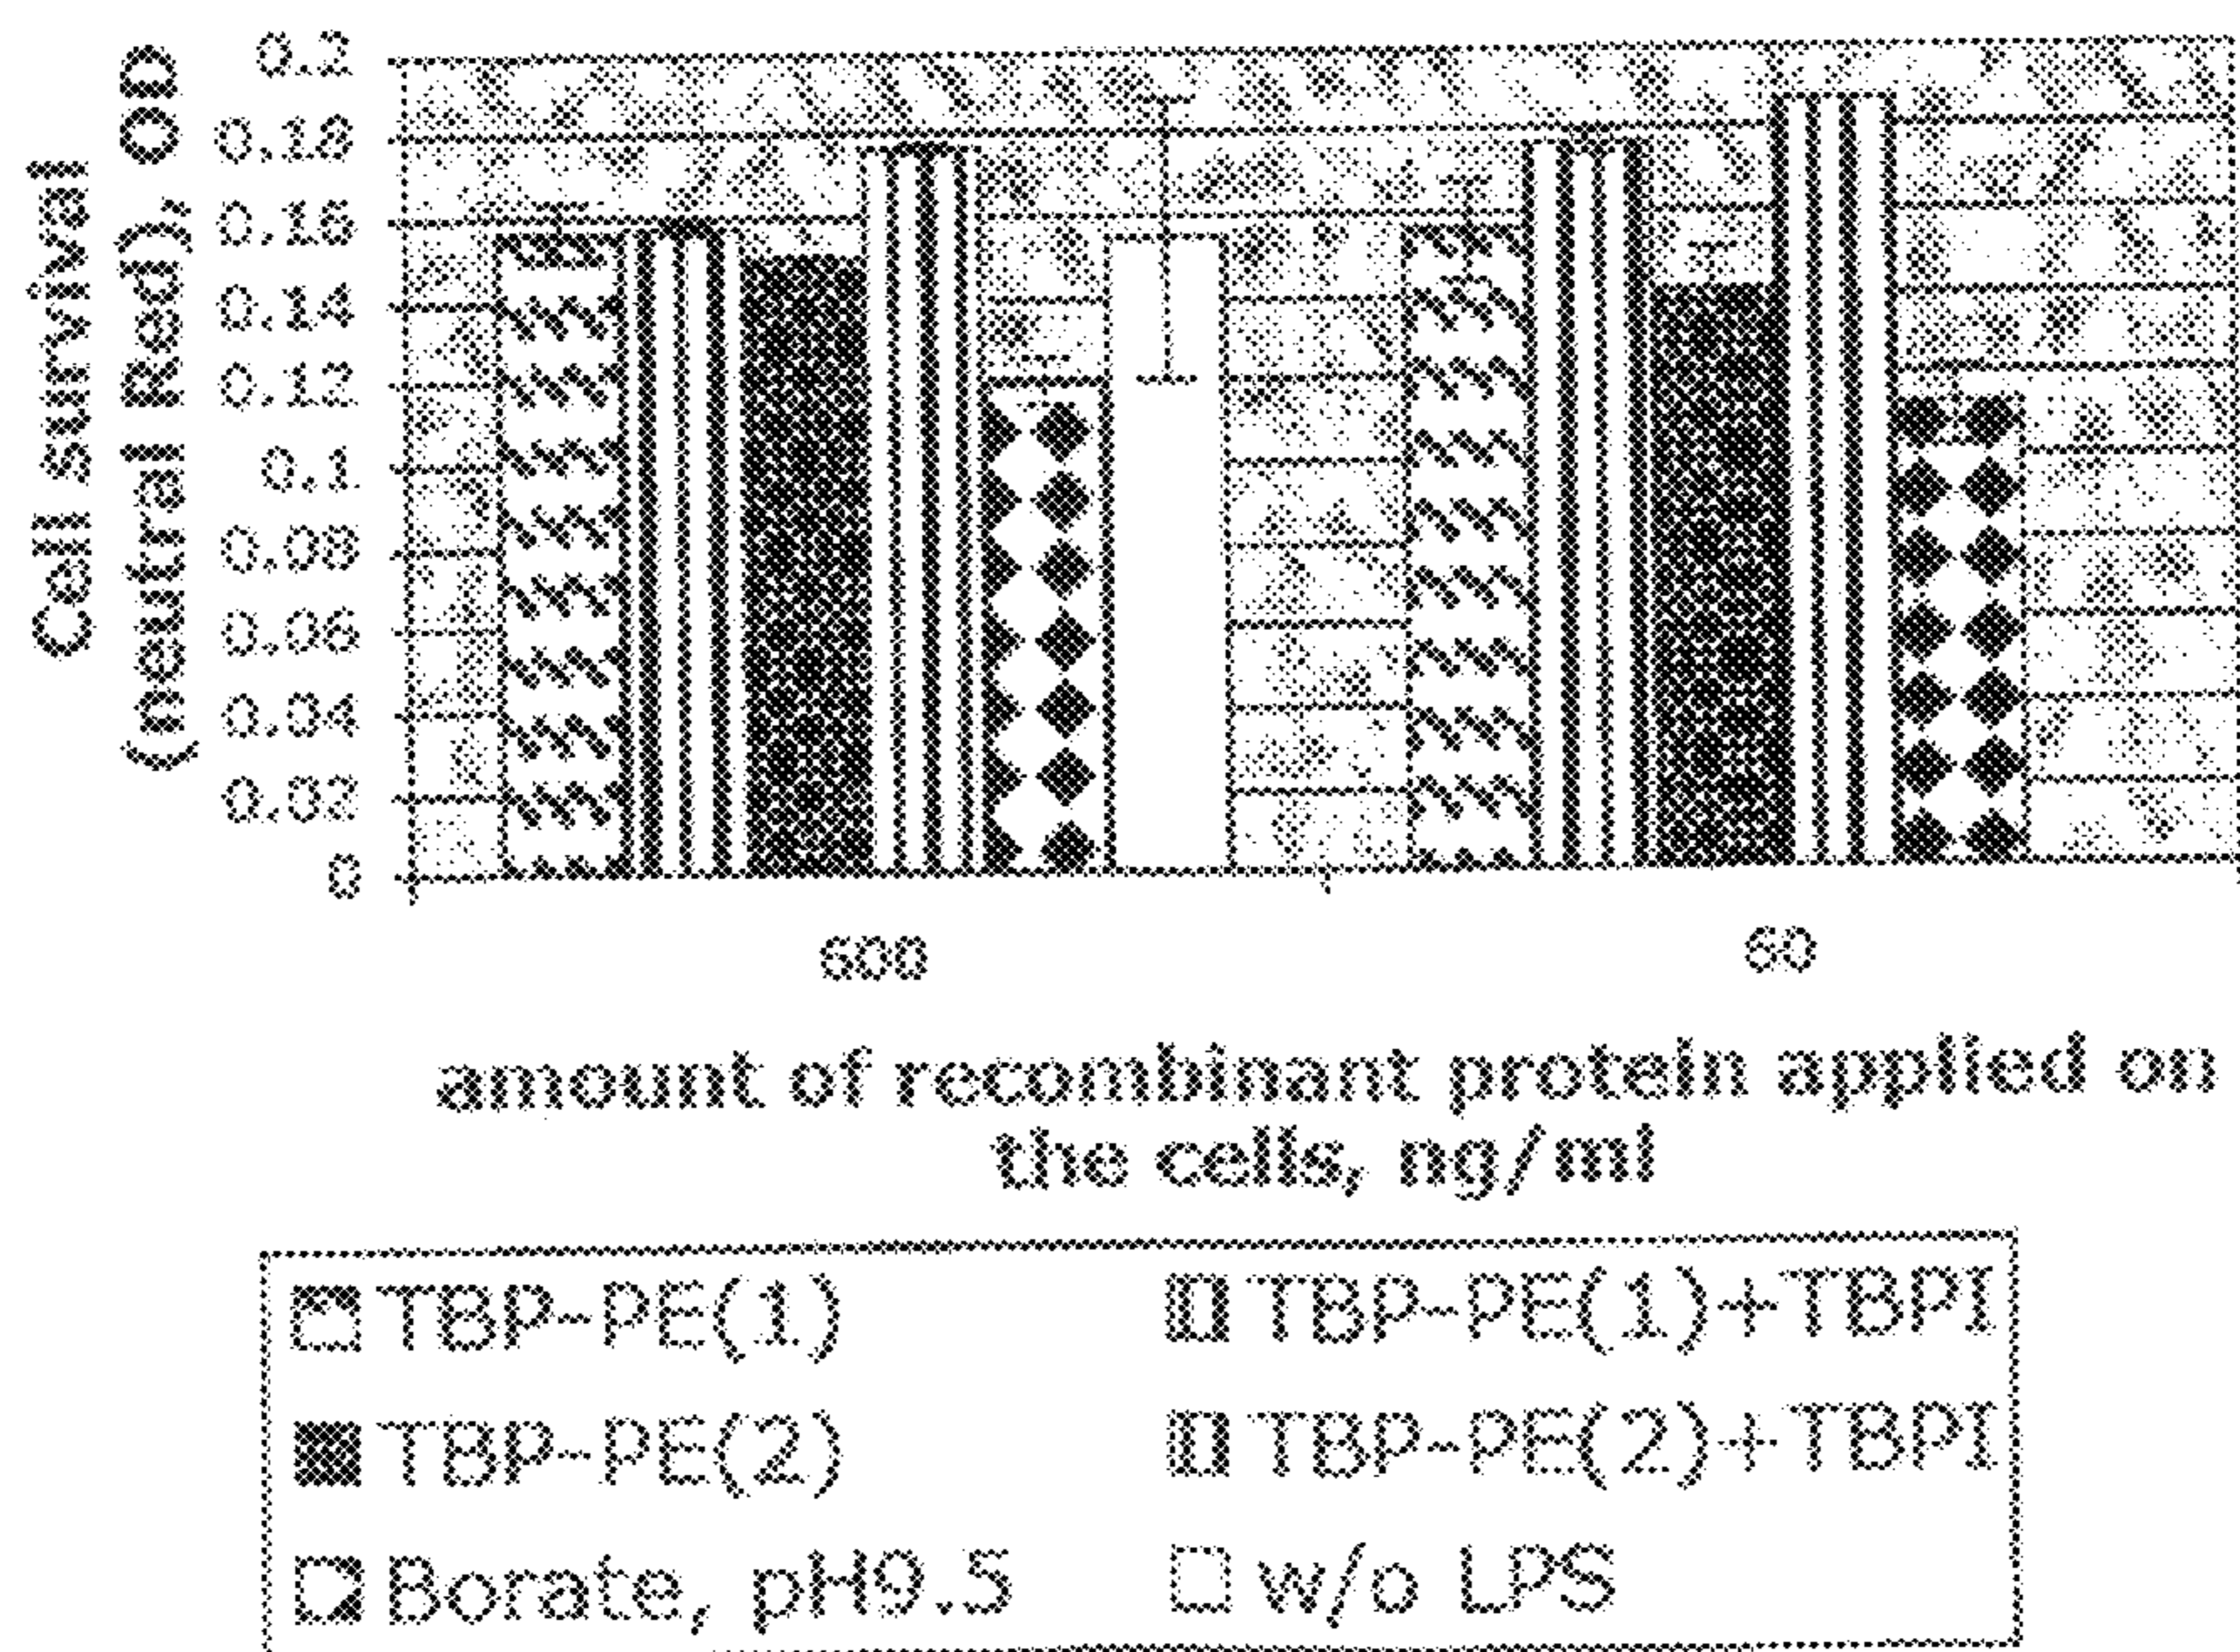 Cell survival
(neutral Red), OD
0.2
0.18
0.16
0.14
0.12
0.1
0.08
0.06
0.04
0.02
0
600 60
amount of recombinant protein applied on
the cells, ng/ml
TBP-PE(1) TBP-PE(1)+TBPI
TBP-PE(2) TBP-PE(2)+TBPI
Borate, pH9.5 w/o LPS